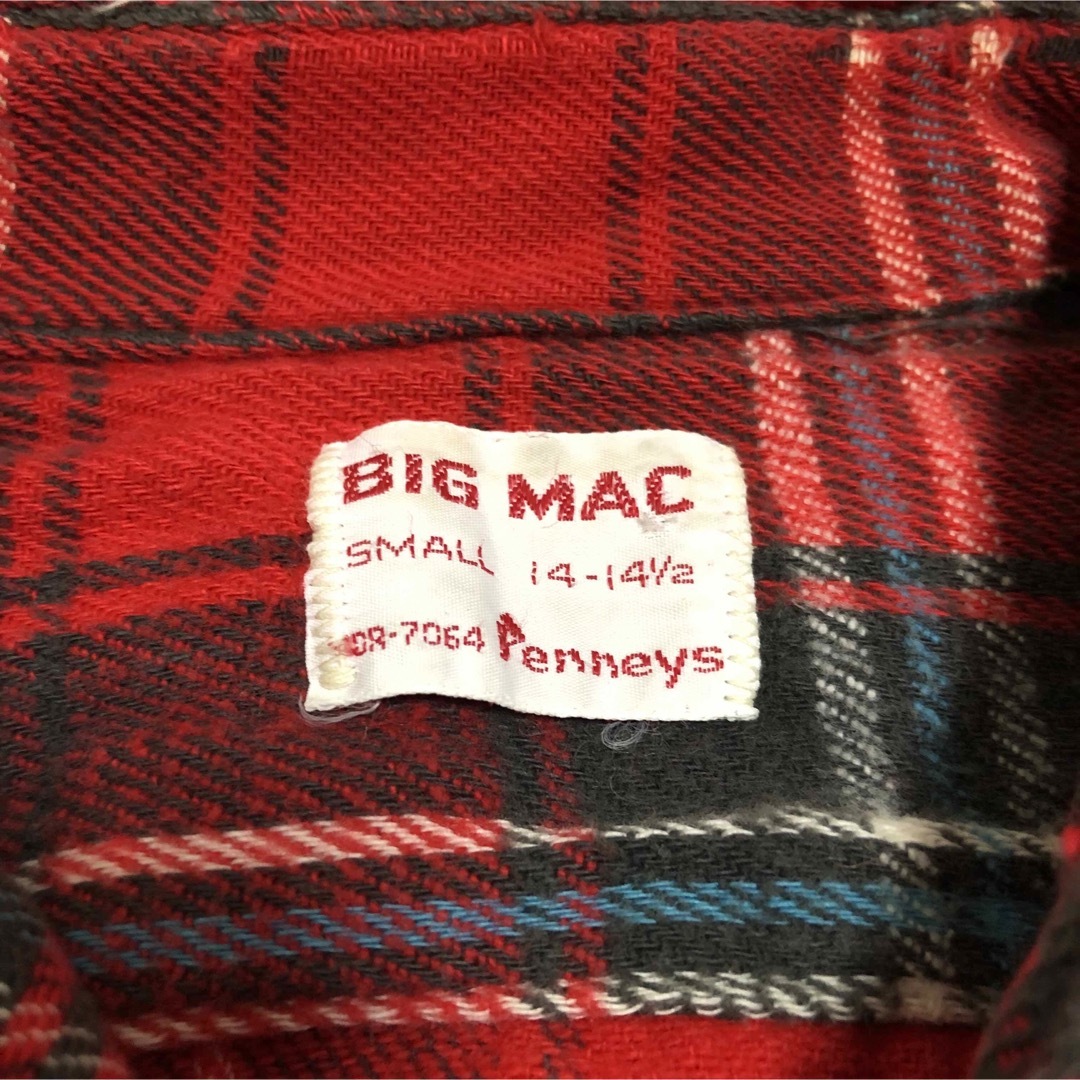 BIG MAC
SMALL 14-14½
-7064 Penneys